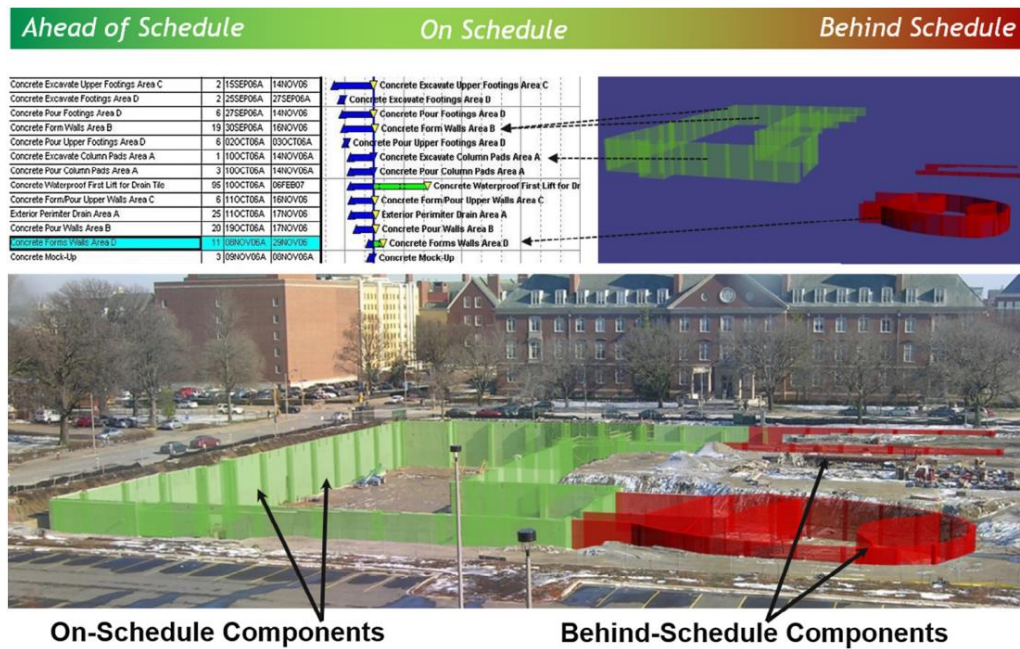 Ahead of Schedule On Schedule Behind Schedule
Concrete Excavate Upper Footings Area C 2 15SEP06A 14NOV06 Concrete Excavate Upper Footings Area C
Concrete Excavate Footings Area D 2 25SEP06A 27SEP06A Concrete Excavate Footings Area D
Concrete Pour Footings Area D 6 27SEP06A 14NOV06 Concrete Pour Footings Area D
Concrete Form Walls Area B 19 30SEP06A 16NOV06 Concrete Form Walls Area B
Concrete Pour Upper Footings Area D 6 02OCT06A 03OCT06A Concrete Pour Upper Footings Area D
Concrete Excavate Column Pads Area A 1 10OCT06A 14NOV06A Concrete Excavate Column Pads Area A
Concrete Pour Column Pads Area A 3 10OCT06A 14NOV06A Concrete Pour Column Pads Area A
Concrete Waterproof First Lift for Drain Tile 95 10OCT06A 06FEB07 Concrete Waterproof First Lift for Dr
Concrete Form/Pour Upper Walls Area C 6 11OCT06A 16NOV06 Concrete Form/Pour Upper Walls Area C
Exterior Perimiter Drain Area A 25 11OCT06A 17NOV06 Exterior Perimiter Drain Area A
Concrete Pour Walls Area B 20 19OCT06A 17NOV06 Concrete Pour Walls Area B
Concrete Forms Walls Area D 11 08NOV06A 29NOV06 Concrete Forms Walls Area D
Concrete Mock-Up 3 09NOV06A 08NOV06A Concrete Mock-Up
On-Schedule Components Behind-Schedule Components